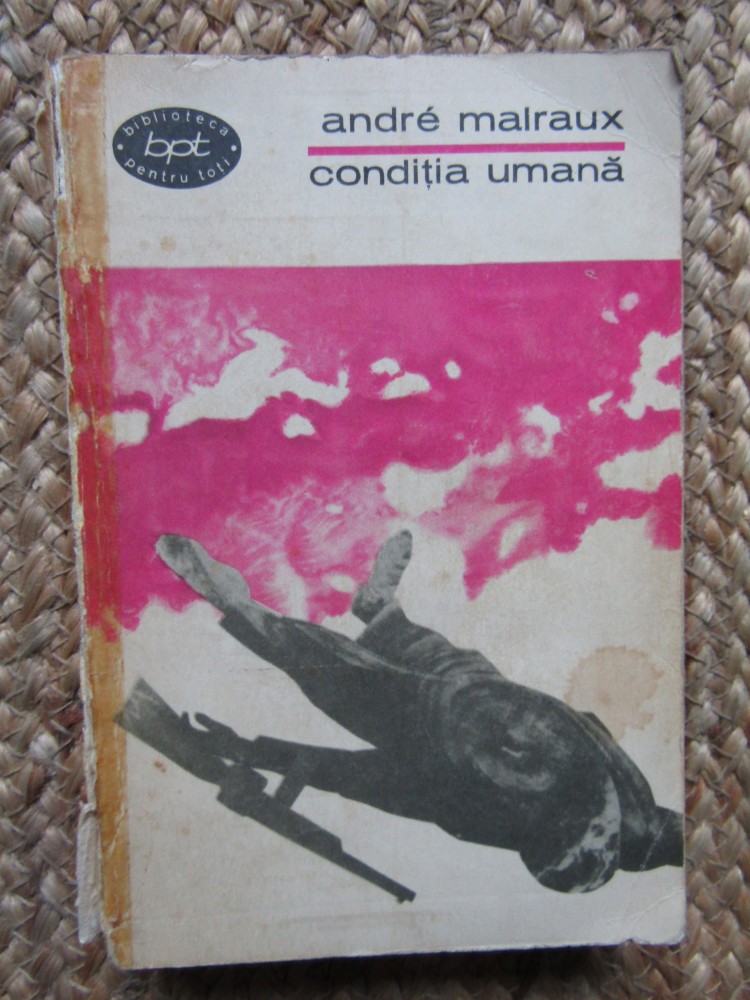 biblioteca
bpt
pentru toti
andré malraux
condiția umană